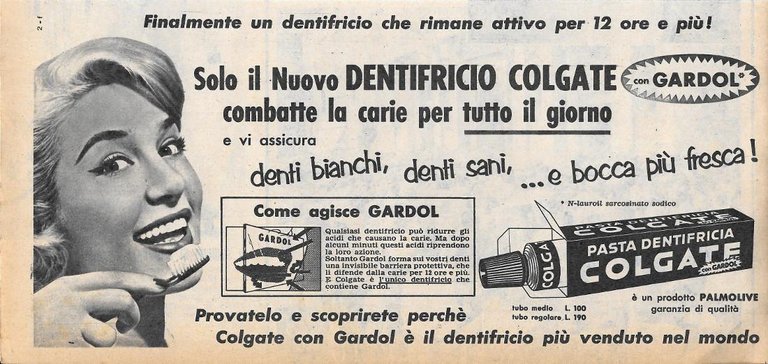 2-f
Finalmente un dentifricio che rimane attivo per 12 ore e più!
Solo il Nuovo DENTIFRICIO COLGATE con GARDOL*
combatte la carie per tutto il giorno
e vi assicura
denti bianchi, denti sani, ...e bocca più fresca!
Come agisce GARDOL
GARDOL
Qualsiasi dentifricio può ridurre gli
acidi che causano la carie. Ma dopo
alcuni minuti questi acidi riprendono
la loro azione.
Soltanto Gardol forma sui vostri denti
una invisibile barriera protettiva, che
li difende dalla carie per 12 ore e più.
E Colgate è l'unico dentifricio che
contiene Gardol.
* N-lauroil sarcosinato sodico
PASTA DENTIFRICIA
COLGATE
COLGA
PASTA DENTIFRICIA
COLGATE
con GARDOL
tubo medio L. 100
tubo regolare L. 190
è un prodotto PALMOLIVE
garanzia di qualità
Provatelo e scoprirete perchè
Colgate con Gardol è il dentifricio più venduto nel mondo